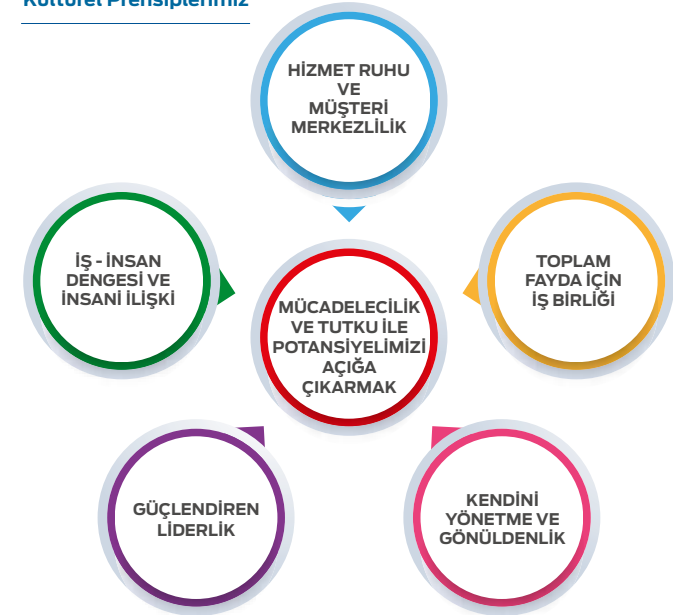 Kültürel Prensiplerimiz
HİZMET RUHU
VE
MÜŞTERİ
MERKEZLİLİK
İŞ - İNSAN
DENGESİ VE
İNSANİ İLİŞKİ
TOPLAM
FAYDA İÇİN
İŞ BİRLİĞİ
MÜCADELECİLİK
VE TUTKU İLE
POTANSİYELİMİZİ
AÇIĞA
ÇIKARMAK
GÜÇLENDİREN
LİDERLİK
KENDİNİ
YÖNETME VE
GÖNÜLDENLİK